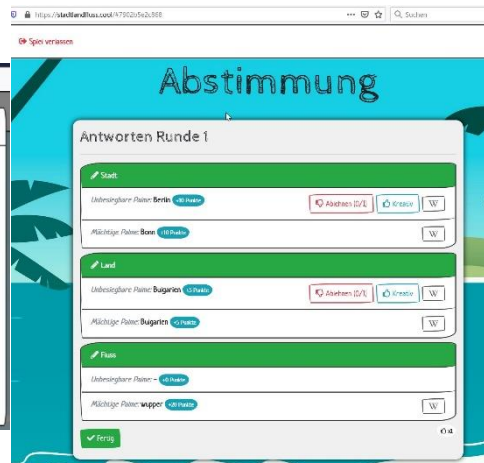 https://stadtlandfluss.cool/47902b5e2c868
Suchen
Spiel verlassen
Abstimmung
Antworten Runde 1
Stadt
Unbesiegbare Palme: Berlin +10 Punkte Ablehnen [0/1] Kreativ W
Mächtige Palme: Bonn +10 Punkte W
Land
Unbesiegbare Palme: Bulgarien +5 Punkte Ablehnen [0/1] Kreativ W
Mächtige Palme: Bulgarien +5 Punkte W
Fluss
Unbesiegbare Palme: - +0 Punkte
Mächtige Palme: wupper +20 Punkte W
Fertig